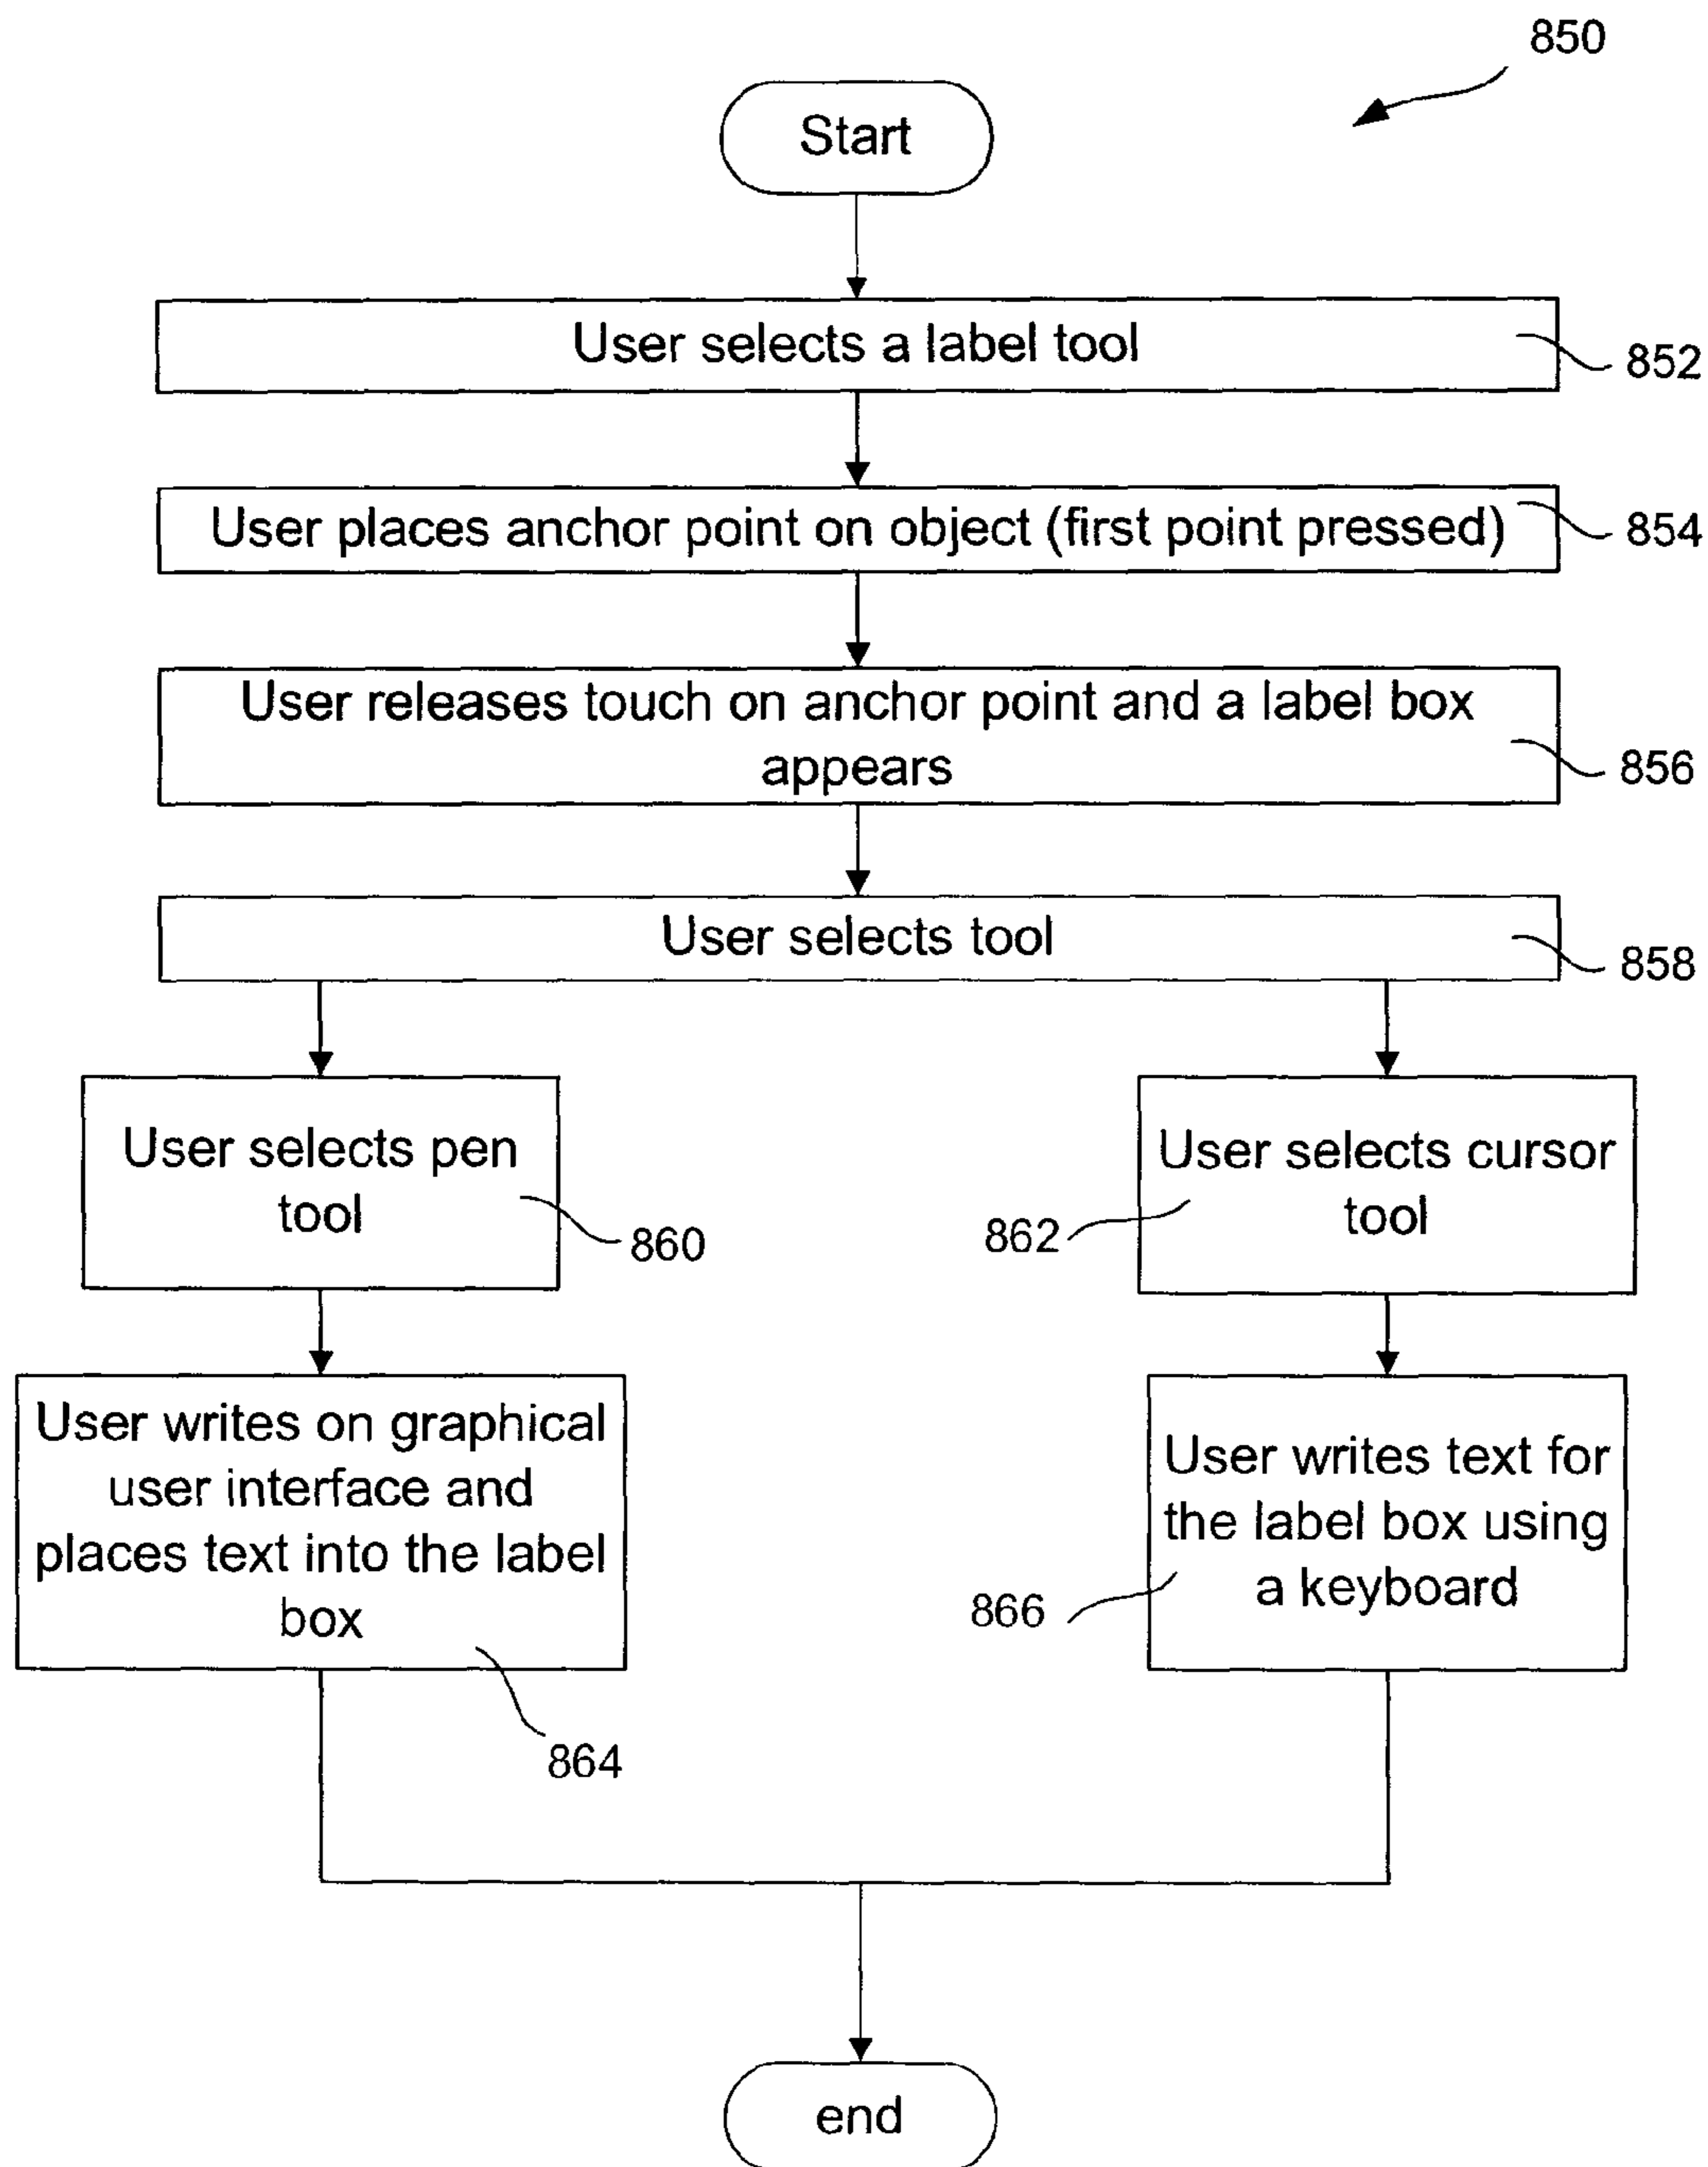 850
Start
User selects a label tool
852
User places anchor point on object (first point pressed)
854
User releases touch on anchor point and a label box
appears
856
User selects tool
858
User selects pen
tool
860
User selects cursor
tool
862
User writes on graphical
user interface and
places text into the label
box
864
User writes text for
the label box using
a keyboard
866
end